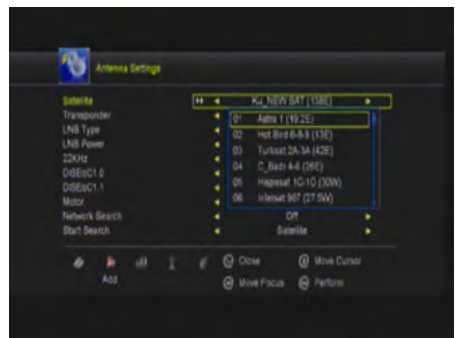 Antenna Settings
Satellite Ku_NEW SAT (138E)
Transponder
LNB Type
LNB Power
22KHz
DiSEqC1.0
DiSEqC1.1
Motor
Network Search Off
Start Search Satellite
01 Astra 1 (19.2E)
02 Hot Bird 6-8-9 (13E)
03 Turksat 2A-3A (42E)
04 C_Badr 4-6 (26E)
05 Hispasat 1C-1D (30W)
06 Intelsat 907 (27.5W)
Add
Close Move Cursor
Move Focus Perform